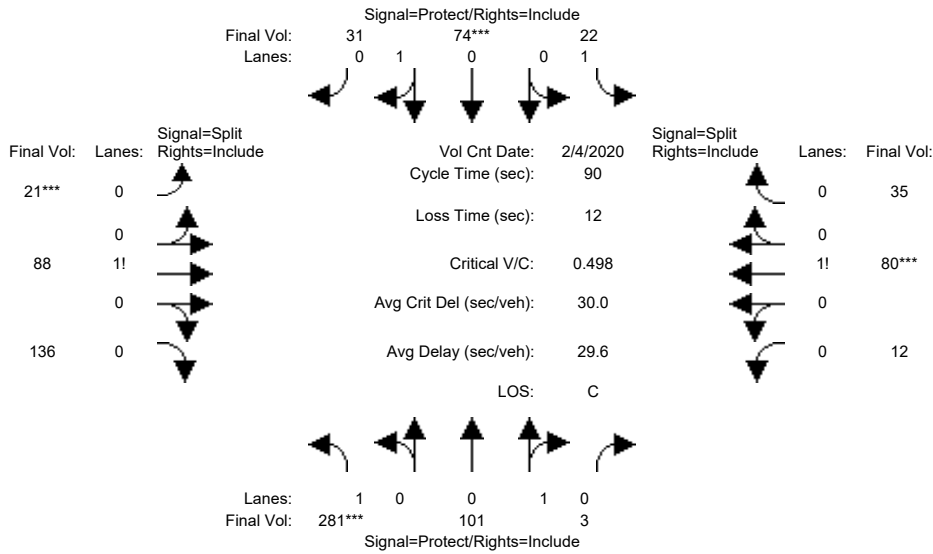 Signal=Protect/Rights=Include
Final Vol: 31 74*** 22
Lanes: 0 1 0 0 1
Signal=Split
Final Vol: Lanes: Rights=Include
Vol Cnt Date: 2/4/2020
Signal=Split
Rights=Include Lanes: Final Vol:
Cycle Time (sec): 90
21*** 0
0 35
Loss Time (sec): 12
0
0
88 1!
Critical V/C: 0.498
1! 80***
0
Avg Crit Del (sec/veh): 30.0
0
136 0
Avg Delay (sec/veh): 29.6
0 12
LOS: C
Lanes: 1 0 0 1 0
Final Vol: 281*** 101 3
Signal=Protect/Rights=Include